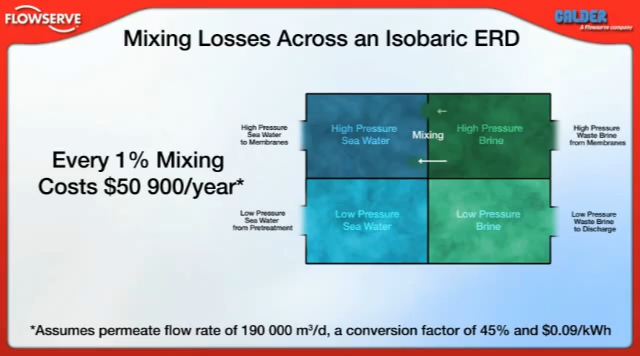 FLOWSERVE
CALDER
A Flowserve company
Mixing Losses Across an Isobaric ERD
Every 1% Mixing
Costs $50 900/year*
High Pressure
Sea Water
to Membranes
High Pressure
Sea Water
Mixing
High Pressure
Brine
High Pressure
Waste Brine
from Membranes
Low Pressure
Sea Water
from Pretreatment
Low Pressure
Sea Water
Low Pressure
Brine
Low Pressure
Waste Brine
to Discharge
*Assumes permeate flow rate of 190 000 m³/d, a conversion factor of 45% and $0.09/kWh